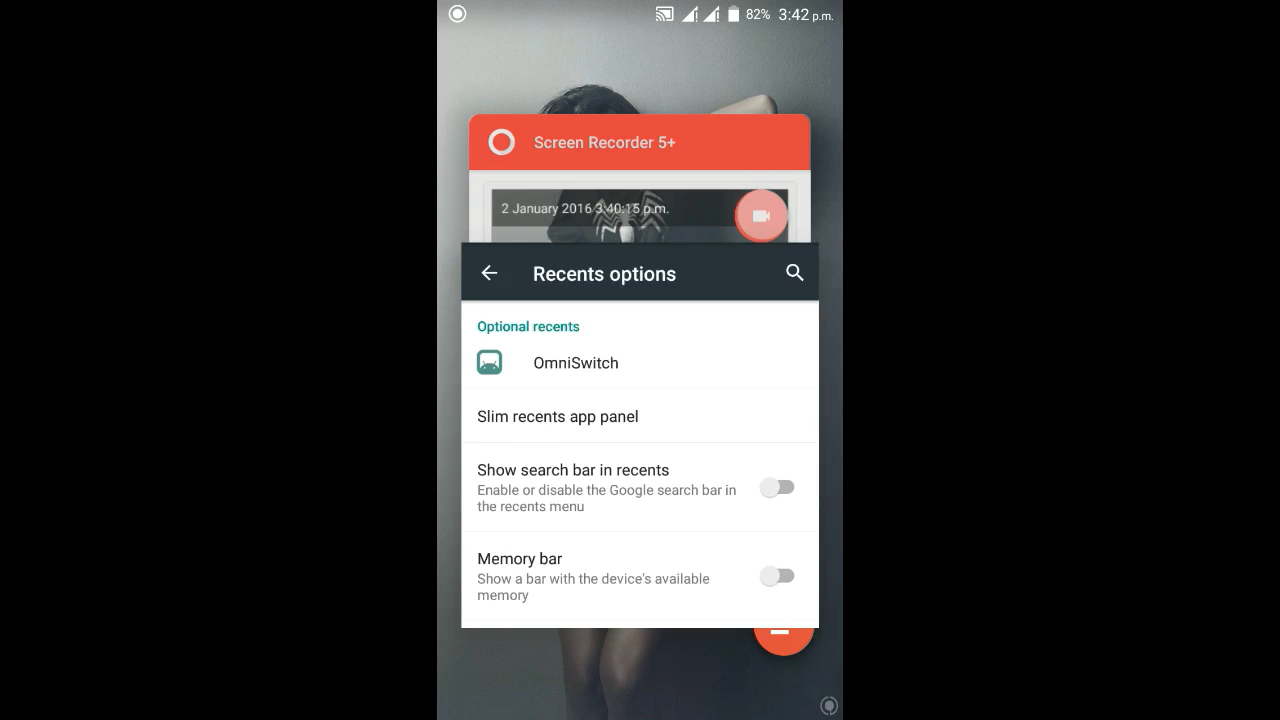 82% 3:42 p.m.
Screen Recorder 5+
2 January 2016 3:40:15 p.m.
Recents options
Optional recents
OmniSwitch
Slim recents app panel
Show search bar in recents
Enable or disable the Google search bar in
the recents menu
Memory bar
Show a bar with the device's available
memory